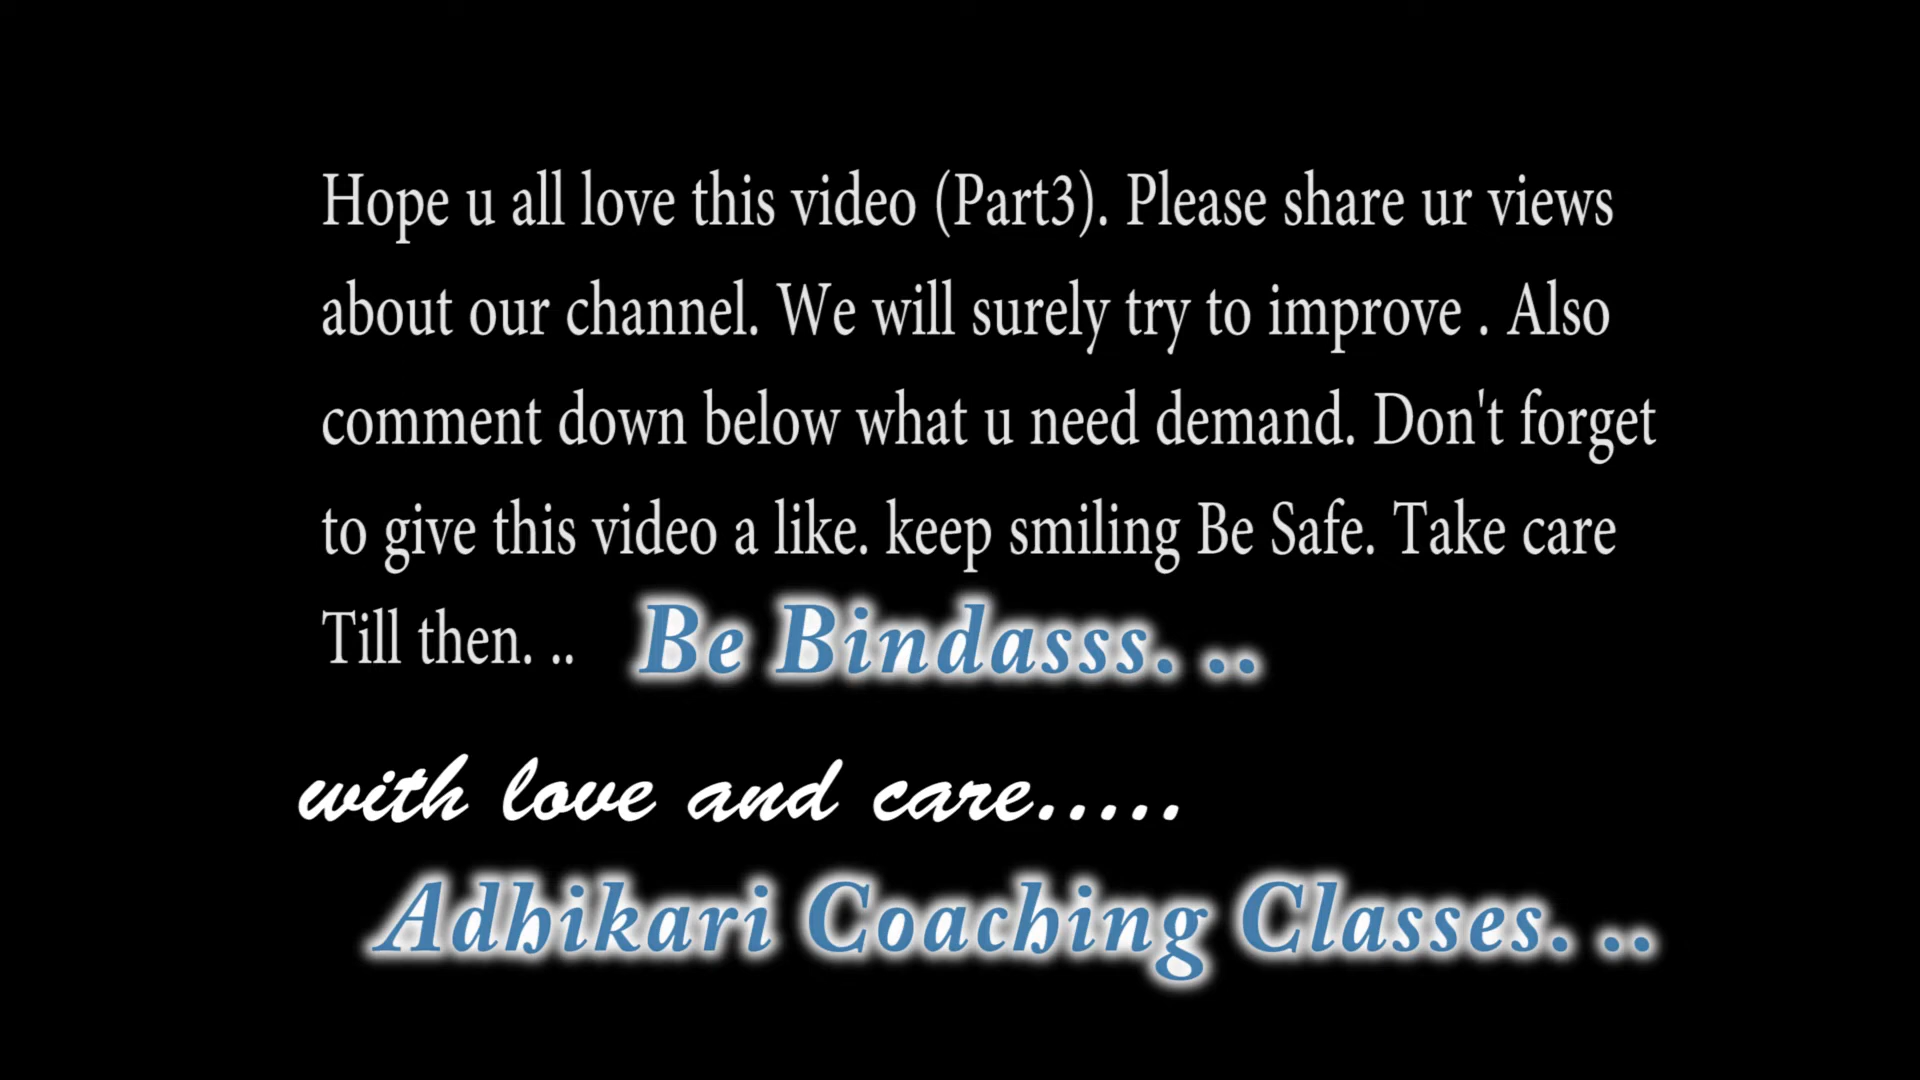 Hope u all love this video (Part3). Please share ur views
about our channel. We will surely try to improve . Also
comment down below what u need demand. Don't forget
to give this video a like. keep smiling Be Safe. Take care
Till then. .. Be Bindasss. ..
with love and care.....
Adhikari Coaching Classes. ..